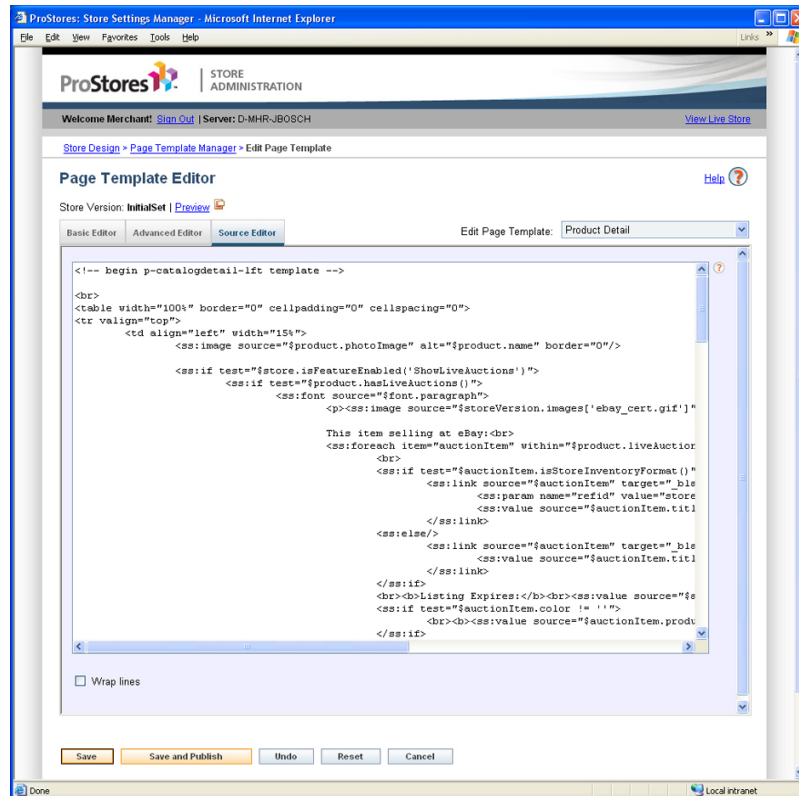 ProStores: Store Settings Manager - Microsoft Internet Explorer
File Edit View Favorites Tools Help Links »
ProStores STORE ADMINISTRATION
Welcome Merchant! Sign Out | Server: D-MHR-JBOSCH View Live Store
Store Design > Page Template Manager > Edit Page Template
Page Template Editor Help ?
Store Version: InitialSet | Preview
Basic Editor Advanced Editor Source Editor Edit Page Template: Product Detail
<!-- begin p-catalogdetail-lft template --> ?
<br>
<table width="100%" border="0" cellpadding="0" cellspacing="0">
<tr valign="top">
<td align="left" width="15%">
<ss:image source="$product.photoImage" alt="$product.name" border="0"/>
<ss:if test="$store.isFeatureEnabled('ShowLiveAuctions')">
<ss:if test="$product.hasLiveAuctions()">
<ss:font source="$font.paragraph">
<p><ss:image source="$storeVersion.images['ebay_cert.gif']"
This item selling at eBay:<br>
<ss:foreach item="auctionItem" within="$product.liveAuction
<br>
<ss:if test="$auctionItem.isStoreInventoryFormat()"
<ss:link source="$auctionItem" target="_bla
<ss:param name="refid" value="store
<ss:value source="$auctionItem.titl
</ss:link>
<ss:else/>
<ss:link source="$auctionItem" target="_bla
<ss:value source="$auctionItem.titl
</ss:link>
</ss:if>
<br><b>Listing Expires:</b><br><ss:value source="$a
<ss:if test="$auctionItem.color != ''">
<br><b><ss:value source="$auctionItem.produ
</ss:if>
Wrap lines
Save Save and Publish Undo Reset Cancel
Done Local intranet